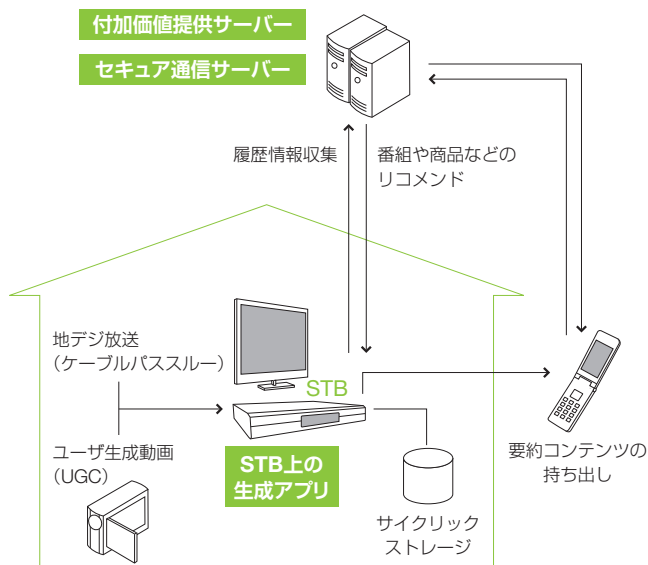 付加価値提供サーバー
セキュア通信サーバー
履歴情報収集
番組や商品などの
リコメンド
地デジ放送
（ケーブルパススルー）
STB
ユーザ生成動画
（UGC）
STB上の
生成アプリ
サイクリック
ストレージ
要約コンテンツの
持ち出し